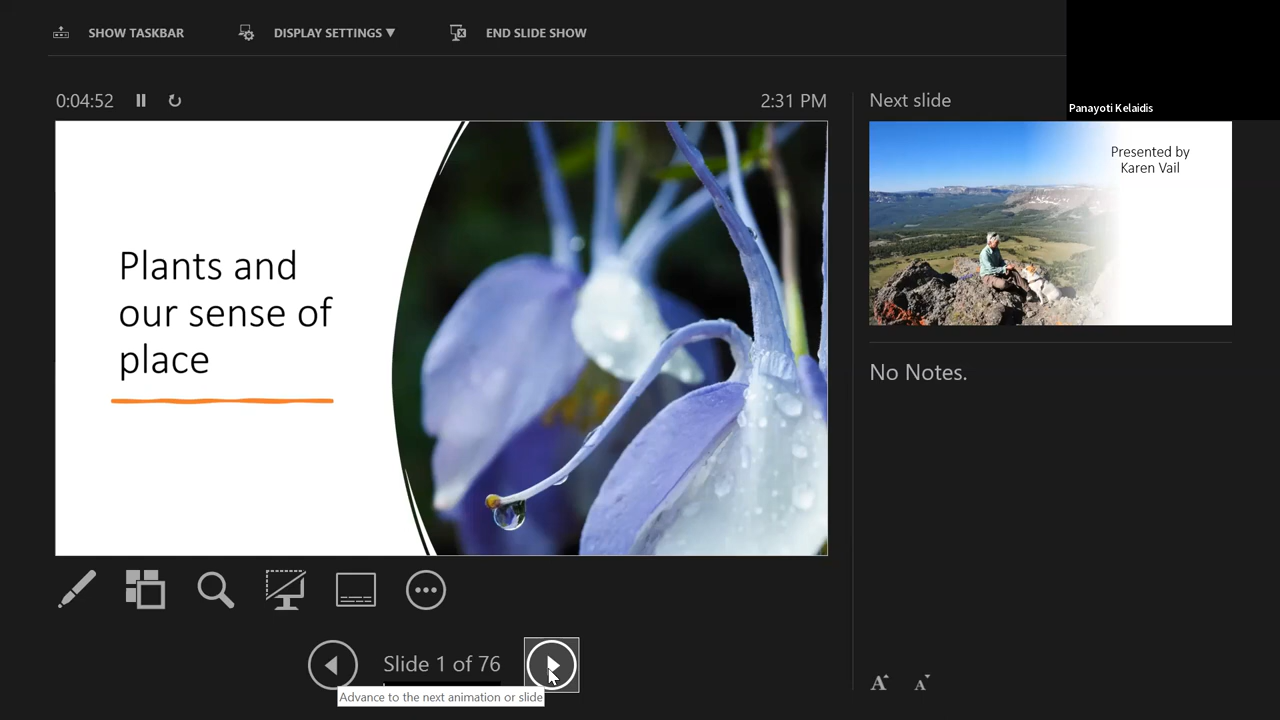 SHOW TASKBAR
DISPLAY SETTINGS ▼
END SLIDE SHOW
Panayoti Kelaidis
0:04:52
2:31 PM
Next slide
Plants and
our sense of
place
Presented by
Karen Vail
No Notes.
Slide 1 of 76
Advance to the next animation or slide
A
A